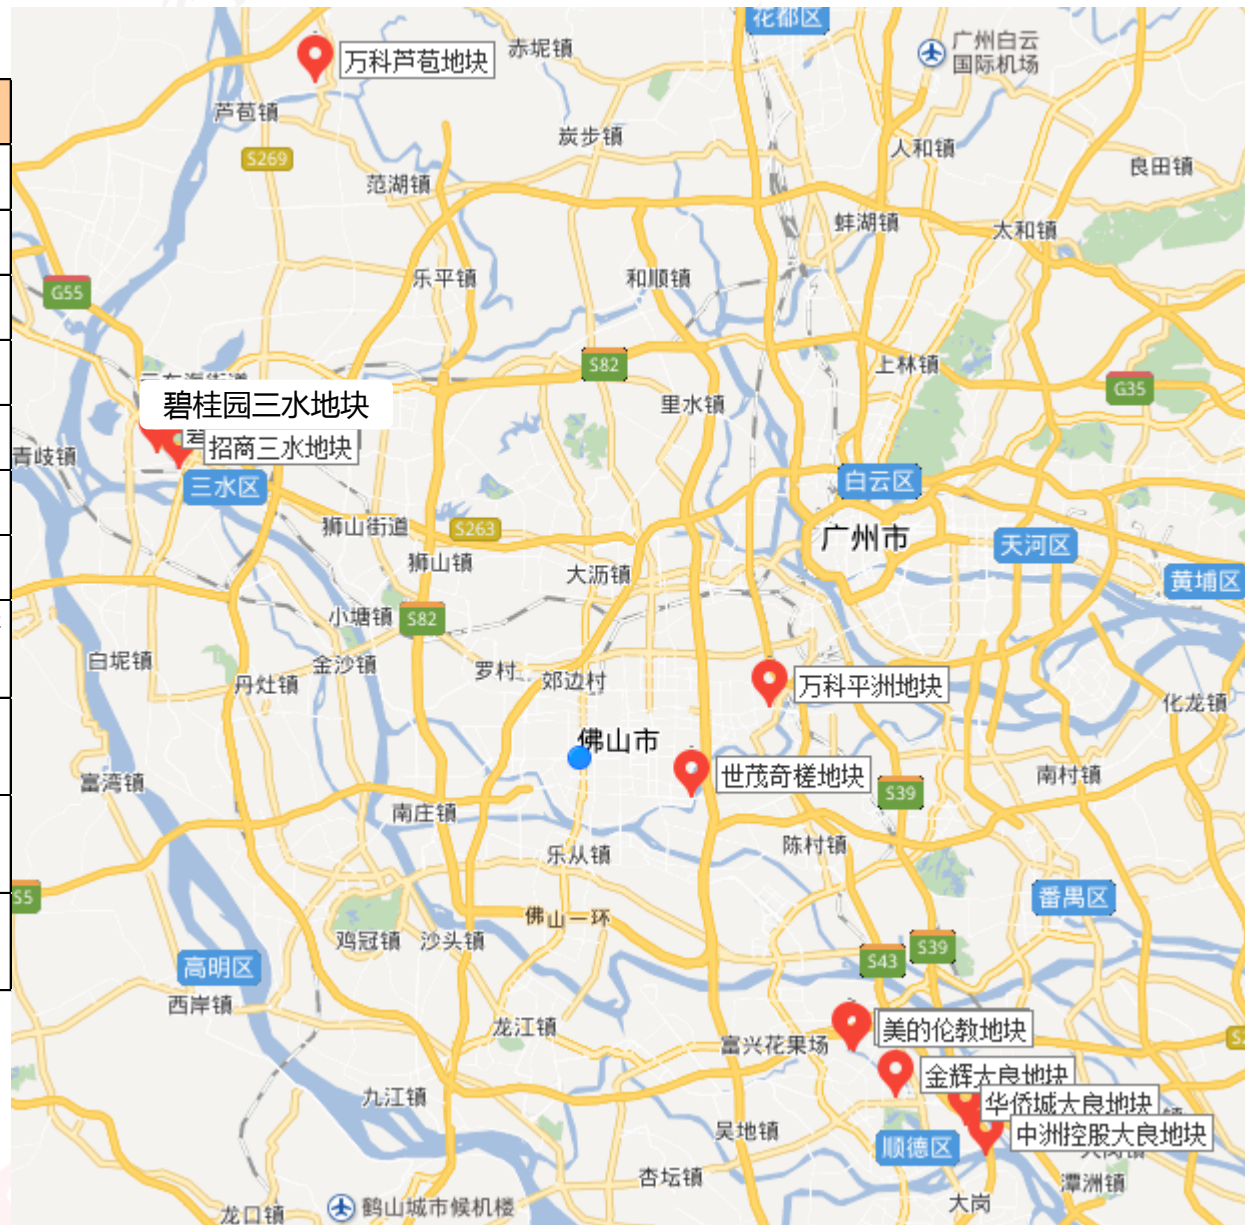 花都区
万科芦苞地块
赤坭镇
广州白云
国际机场
芦苞镇
炭步镇
人和镇
S269
良田镇
范湖镇
蚌湖镇
太和镇
乐平镇
和顺镇
G55
S82
上林镇
G35
碧桂园三水地块
里水镇
青岐镇
招商三水地块
三水区
白云区
狮山街道
S263
广州市
天河区
狮山镇
大沥镇
黄埔区
小塘镇
S82
白坭镇
金沙镇
罗村
郊边村
丹灶镇
万科平洲地块
化龙镇
佛山市
富湾镇
世茂奇槎地块
南村镇
S39
南庄镇
陈村镇
乐从镇
S5
番禺区
佛山一环
鸡冠镇
沙头镇
S43
S39
高明区
西岸镇
龙江镇
美的伦教地块
富兴花果场
金辉大良地块
九江镇
华侨城大良地块
吴地镇
顺德区
中洲控股大良地块
杏坛镇
潭洲镇
大岗
龙口镇
鹤山城市候机楼